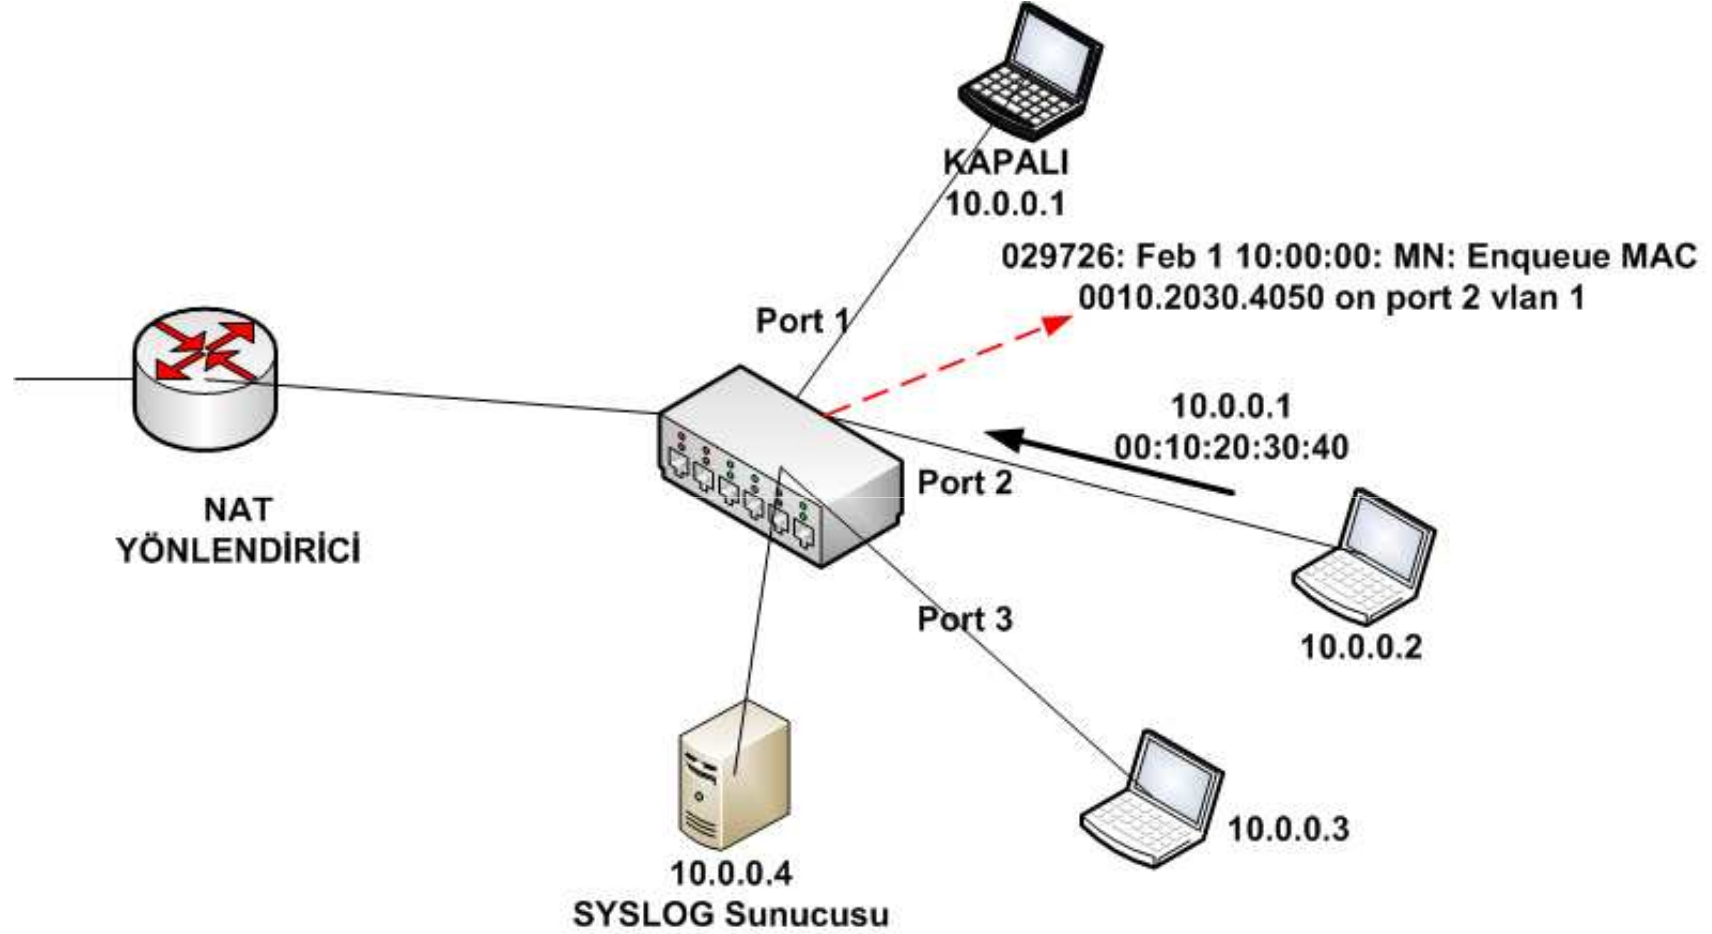 KAPALI
10.0.0.1
029726: Feb 1 10:00:00: MN: Enqueue MAC
0010.2030.4050 on port 2 vlan 1
Port 1
10.0.0.1
00:10:20:30:40
Port 2
NAT
YÖNLENDİRİCİ
Port 3
10.0.0.2
10.0.0.3
10.0.0.4
SYSLOG Sunucusu